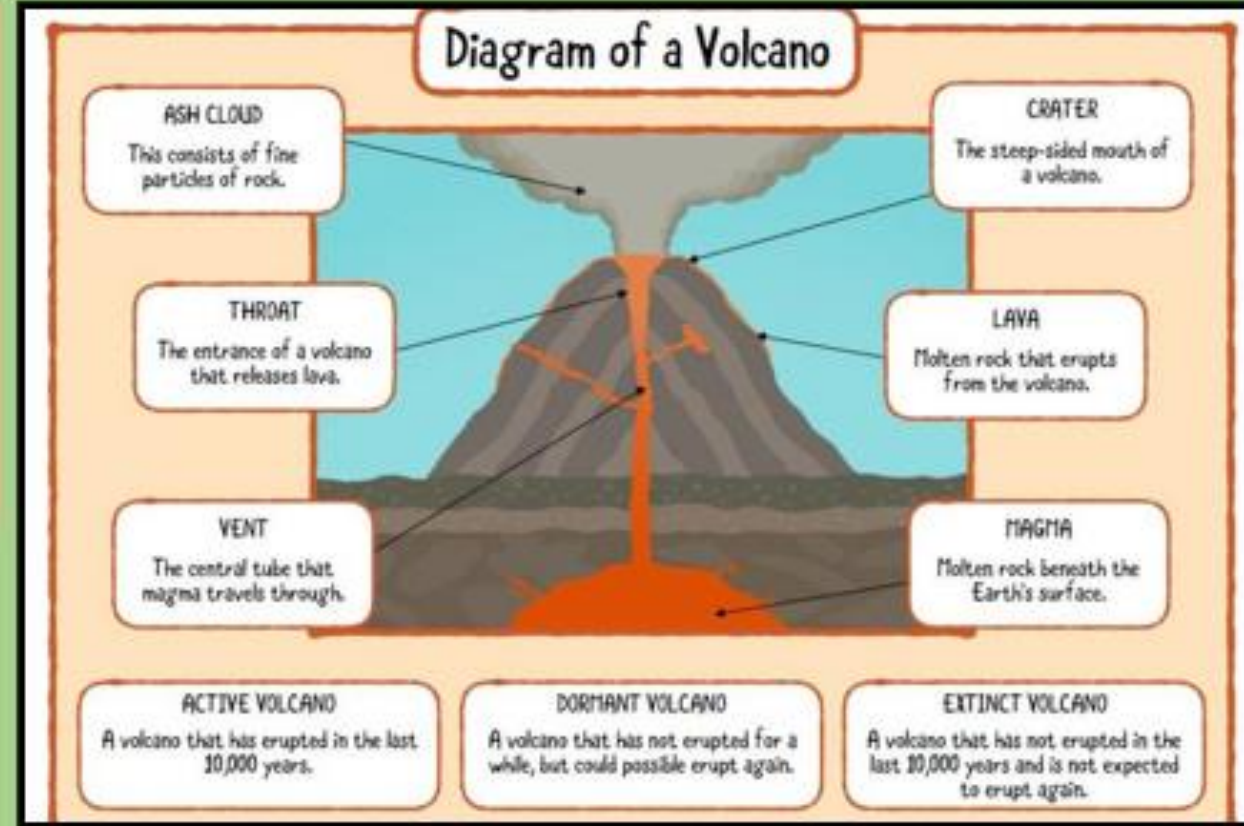 Diagram of a Volcano
ASH CLOUD
This consists of fine
particles of rock.
CRATER
The steep-sided mouth of
a volcano.
THROAT
The entrance of a volcano
that releases lava.
LAVA
Molten rock that erupts
from the volcano.
VENT
The central tube that
magma travels through.
MAGMA
Molten rock beneath the
Earth's surface.
ACTIVE VOLCANO
A volcano that has erupted in the last
10,000 years.
DORMANT VOLCANO
A volcano that has not erupted for a
while, but could possible erupt again.
EXTINCT VOLCANO
A volcano that has not erupted in the
last 10,000 years and is not expected
to erupt again.